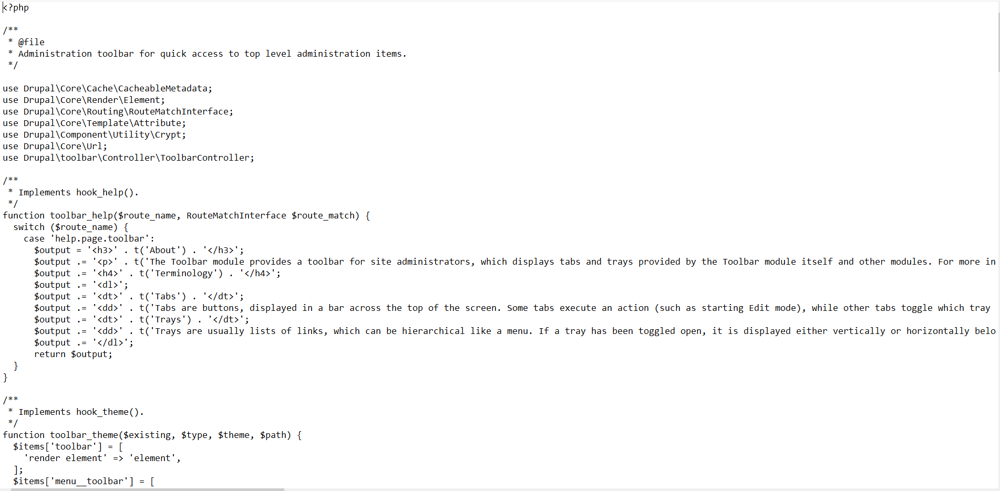 <?php

/**
 * @file
 * Administration toolbar for quick access to top level administration items.
 */

use Drupal\Core\Cache\CacheableMetadata;
use Drupal\Core\Render\Element;
use Drupal\Core\Routing\RouteMatchInterface;
use Drupal\Core\Template\Attribute;
use Drupal\Component\Utility\Crypt;
use Drupal\Core\Url;
use Drupal\toolbar\Controller\ToolbarController;

/**
 * Implements hook_help().
 */
function toolbar_help($route_name, RouteMatchInterface $route_match) {
  switch ($route_name) {
    case 'help.page.toolbar':
      $output = '<h3>' . t('About') . '</h3>';
      $output .= '<p>' . t('The Toolbar module provides a toolbar for site administrators, which displays tabs and trays provided by the Toolbar module itself and other modules. For more in
      $output .= '<h4>' . t('Terminology') . '</h4>';
      $output .= '<dl>';
      $output .= '<dt>' . t('Tabs') . '</dt>';
      $output .= '<dd>' . t('Tabs are buttons, displayed in a bar across the top of the screen. Some tabs execute an action (such as starting Edit mode), while other tabs toggle which tray
      $output .= '<dt>' . t('Trays') . '</dt>';
      $output .= '<dd>' . t('Trays are usually lists of links, which can be hierarchical like a menu. If a tray has been toggled open, it is displayed either vertically or horizontally belo
      $output .= '</dl>';
      return $output;
  }
}

/**
 * Implements hook_theme().
 */
function toolbar_theme($existing, $type, $theme, $path) {
  $items['toolbar'] = [
    'render element' => 'element',
  ];
  $items['menu__toolbar'] = [